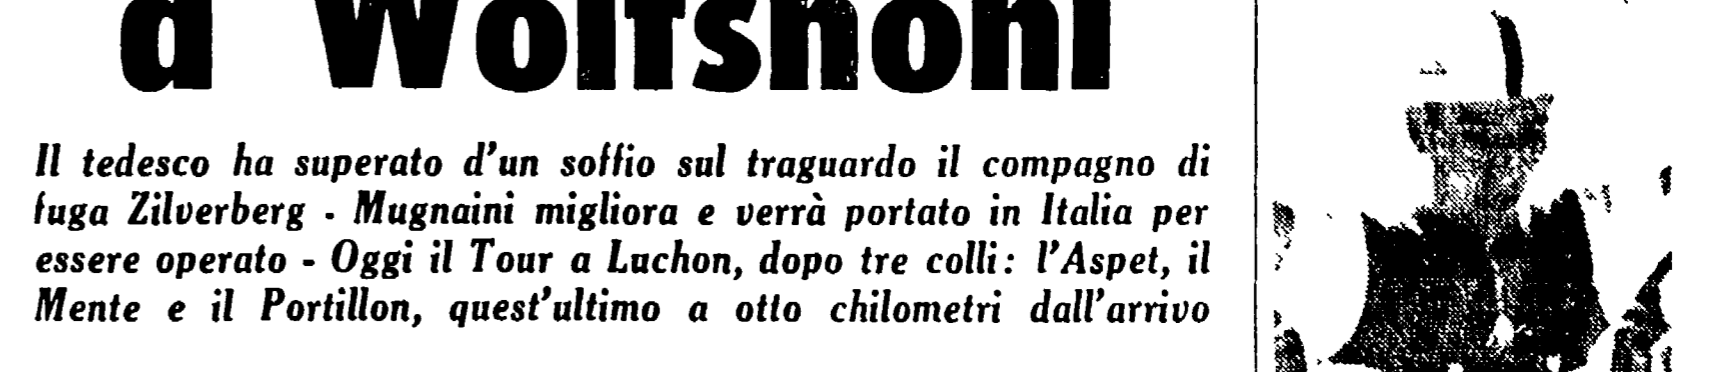 a Wolfshohl
Il tedesco ha superato d'un soffio sul traguardo il compagno di
fuga Zilverberg - Mugnaini migliora e verrà portato in Italia per
essere operato - Oggi il Tour a Luchon, dopo tre colli: l'Aspet, il
Mente e il Portillon, quest'ultimo a otto chilometri dall'arrivo